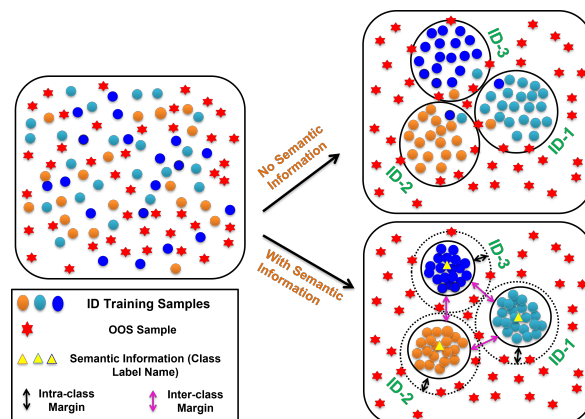 ID-3
ID-1
ID-2
No Semantic
Information
With Semantic
Information
ID-3
ID-1
ID-2
ID Training Samples
OOS Sample
Semantic Information (Class
Label Name)
Intra-class
Margin
Inter-class
Margin